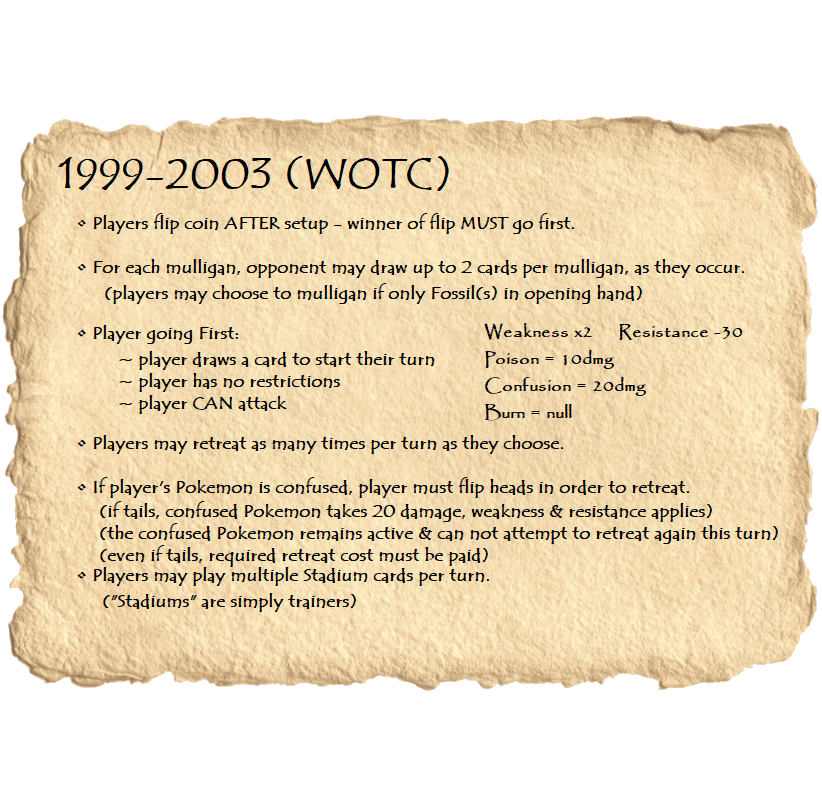 1999-2003 (WOTC)
• Players flip coin AFTER setup - winner of flip MUST go first.
• For each mulligan, opponent may draw up to 2 cards per mulligan, as they occur.
(players may choose to mulligan if only Fossil(s) in opening hand)
• Player going First:
~ player draws a card to start their turn
~ player has no restrictions
~ player CAN attack
Weakness x2 Resistance -30
Poison = 10dmg
Confusion = 20dmg
Burn = null
• Players may retreat as many times per turn as they choose.
• If player's Pokemon is confused, player must flip heads in order to retreat.
(if tails, confused Pokemon takes 20 damage, weakness & resistance applies)
(the confused Pokemon remains active & can not attempt to retreat again this turn)
(even if tails, required retreat cost must be paid)
• Players may play multiple Stadium cards per turn.
("Stadiums" are simply trainers)